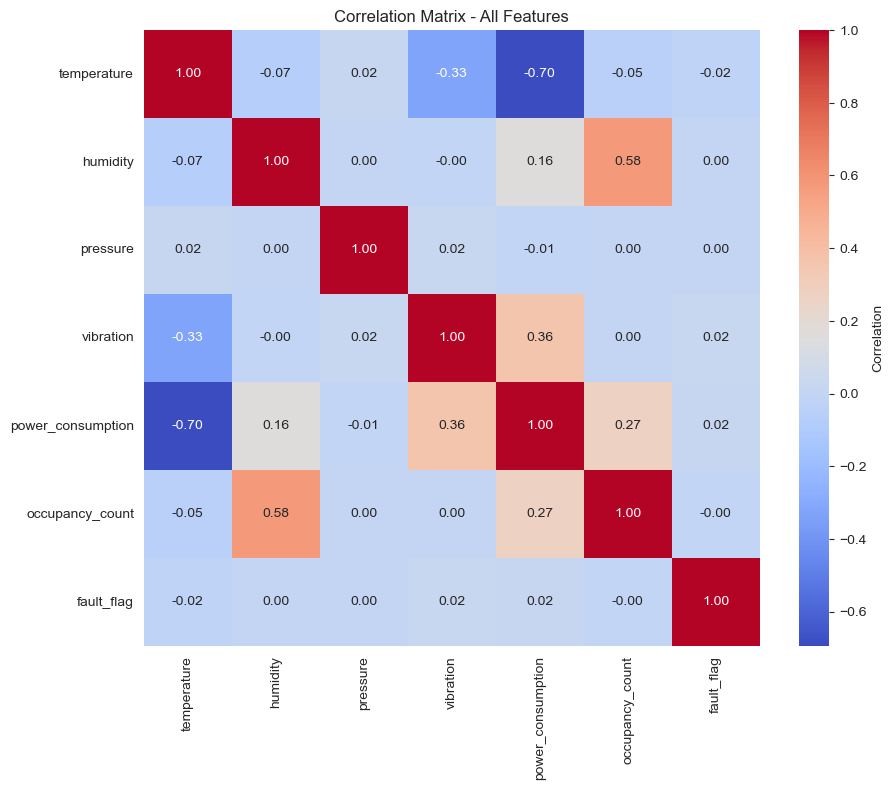 Correlation Matrix - All Features
temperature 1.00 -0.07 0.02 -0.33 -0.70 -0.05 -0.02
humidity -0.07 1.00 0.00 -0.00 0.16 0.58 0.00
pressure 0.02 0.00 1.00 0.02 -0.01 0.00 0.00
vibration -0.33 -0.00 0.02 1.00 0.36 0.00 0.02
power_consumption -0.70 0.16 -0.01 0.36 1.00 0.27 0.02
occupancy_count -0.05 0.58 0.00 0.00 0.27 1.00 -0.00
fault_flag -0.02 0.00 0.00 0.02 0.02 -0.00 1.00
temperature
humidity
pressure
vibration
power_consumption
occupancy_count
fault_flag
1.0
0.8
0.6
0.4
0.2
0.0
-0.2
-0.4
-0.6
Correlation